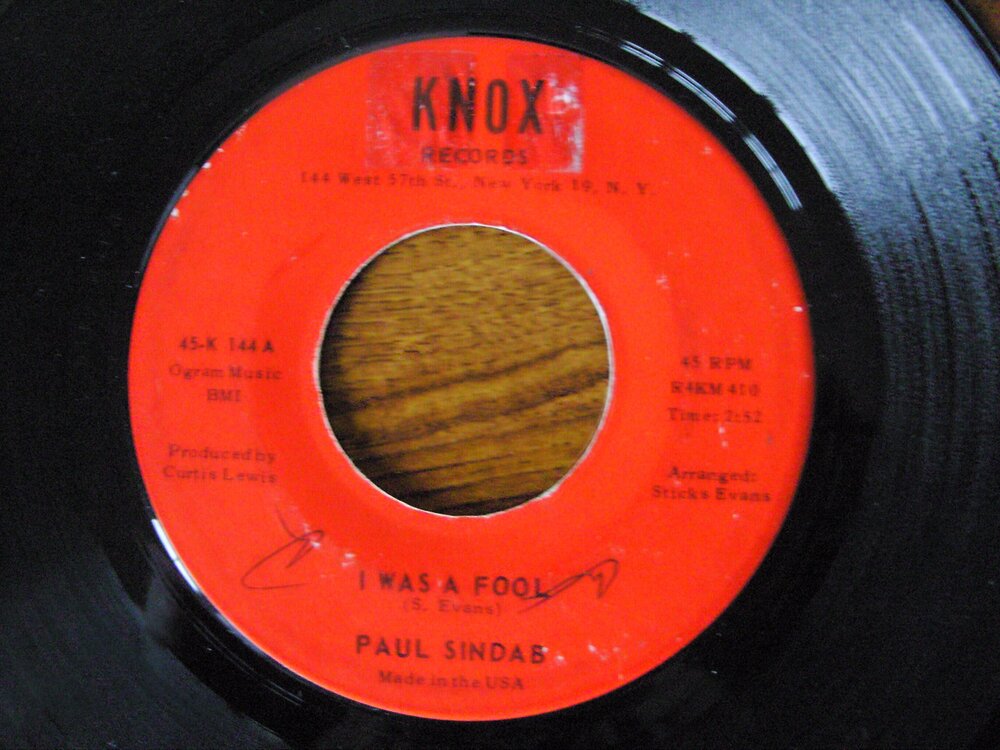 KNOX
RECORDS
144 West 57th St., New York 19, N. Y.
45-K 144 A
Ogram Music
BMI
Produced by
Curtis Lewis
45 RPM
R4KM 410
Time: 2:52
Arranged:
Sticks Evans
I WAS A FOOL
(S. Evans)
PAUL SINDAB
Made in the USA